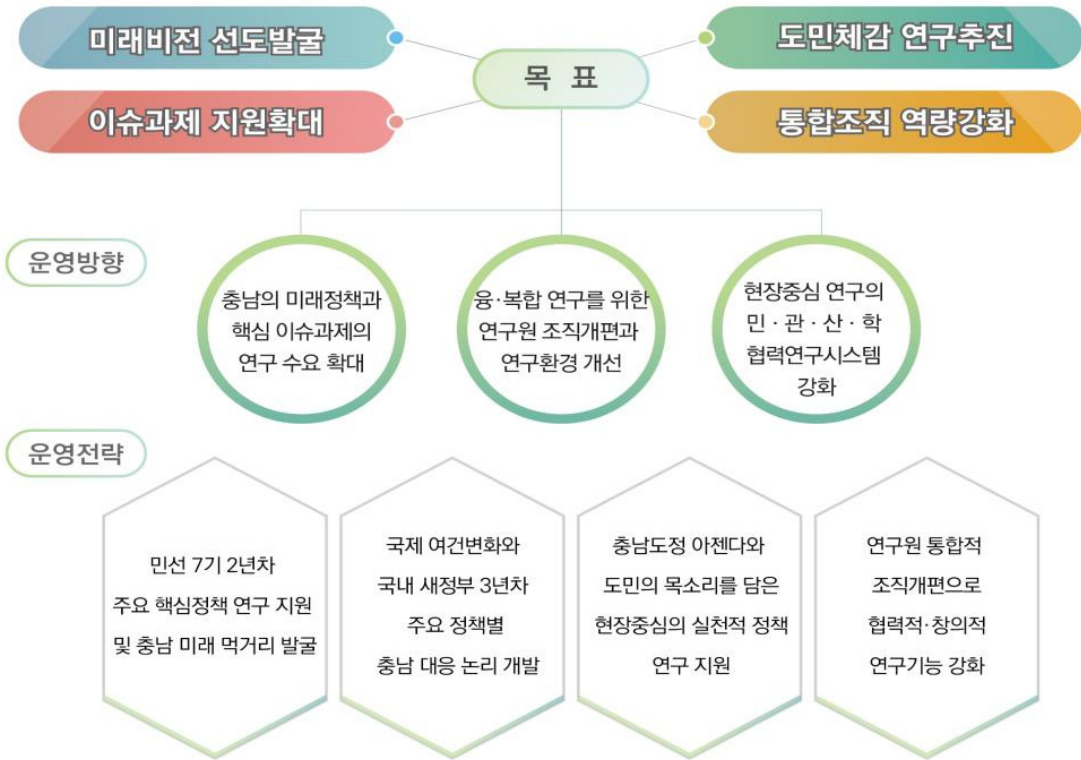 미래비전 선도발굴
도민체감 연구추진
목 표
이슈과제 지원확대
통합조직 역량강화
운영방향
충남의 미래정책과
핵심 이슈과제의
연구 수요 확대
융·복합 연구를 위한
연구원 조직개편과
연구환경 개선
현장중심 연구의
민 · 관 · 산 · 학
협력연구시스템
강화
운영전략
민선 7기 2년차
주요 핵심정책 연구 지원
및 충남 미래 먹거리 발굴
국제 여건변화와
국내 새정부 3년차
주요 정책별
충남 대응 논리 개발
충남도정 아젠다와
도민의 목소리를 담은
현장중심의 실천적 정책
연구 지원
연구원 통합적
조직개편으로
협력적·창의적
연구기능 강화